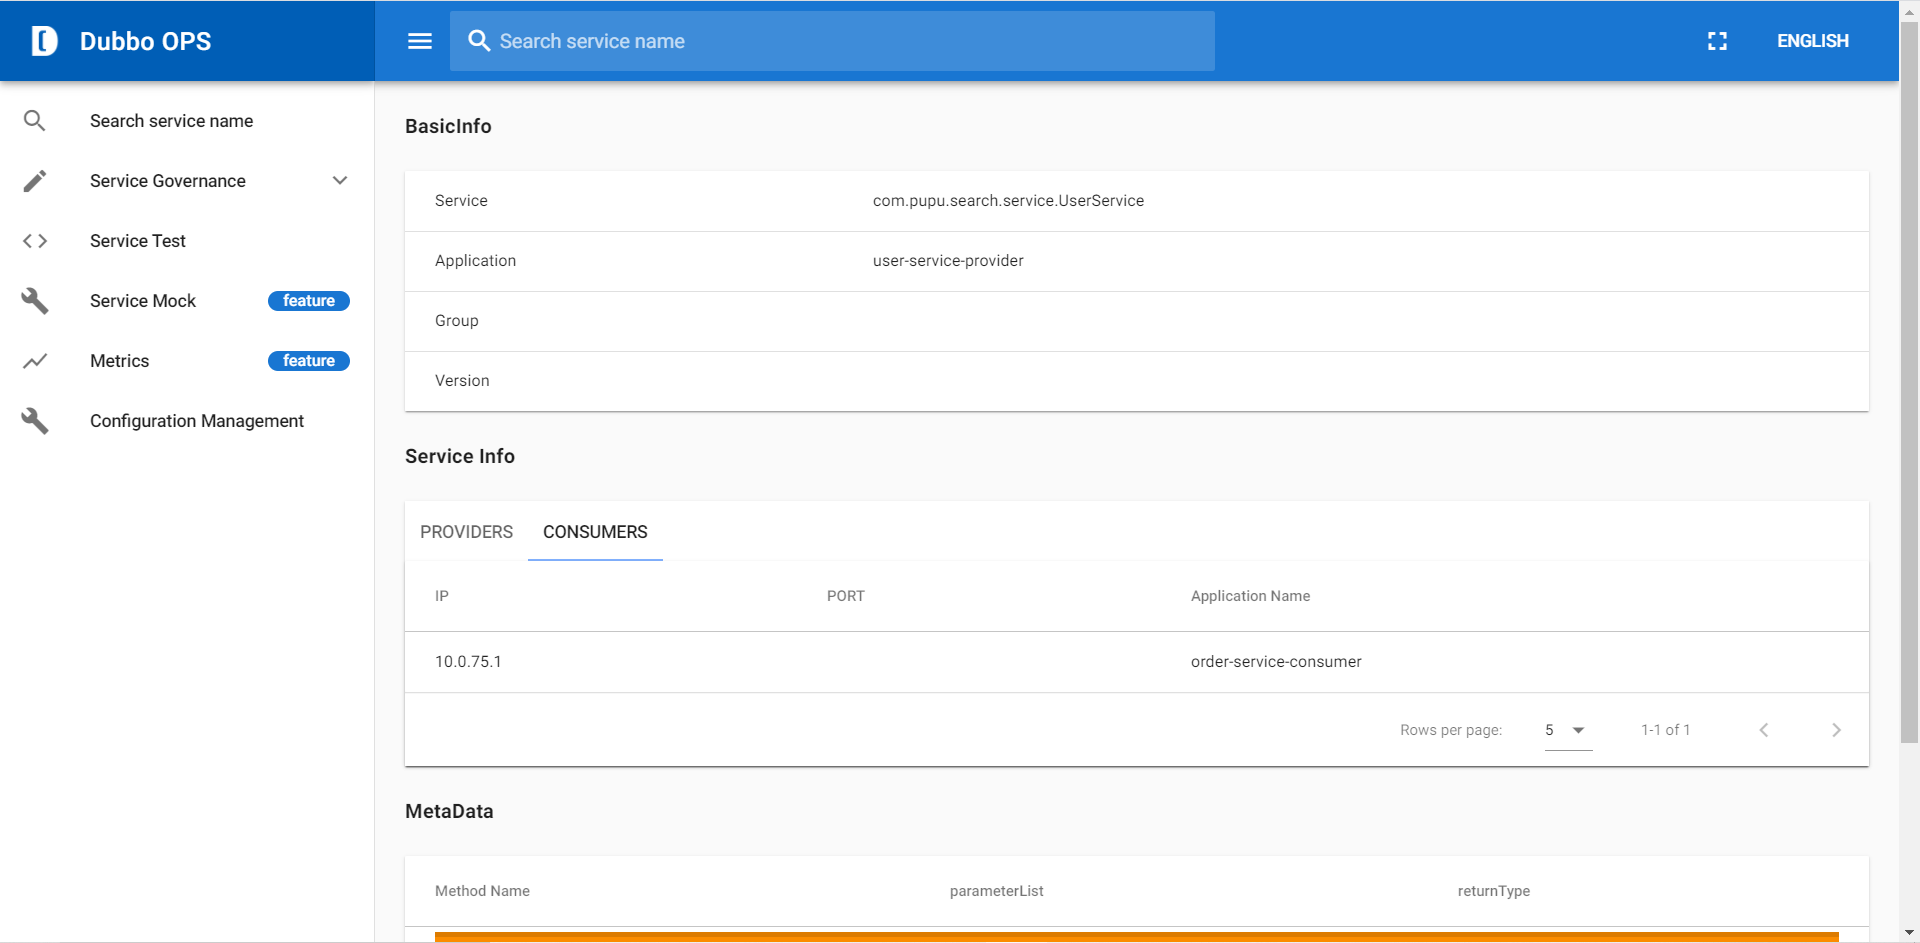 Dubbo OPS
Search service name
ENGLISH
Search service name
Service Governance
Service Test
Service Mock feature
Metrics feature
Configuration Management
BasicInfo
Service com.pupu.search.service.UserService
Application user-service-provider
Group
Version
Service Info
PROVIDERS CONSUMERS
IP PORT Application Name
10.0.75.1 order-service-consumer
Rows per page: 5 1-1 of 1
MetaData
Method Name parameterList returnType